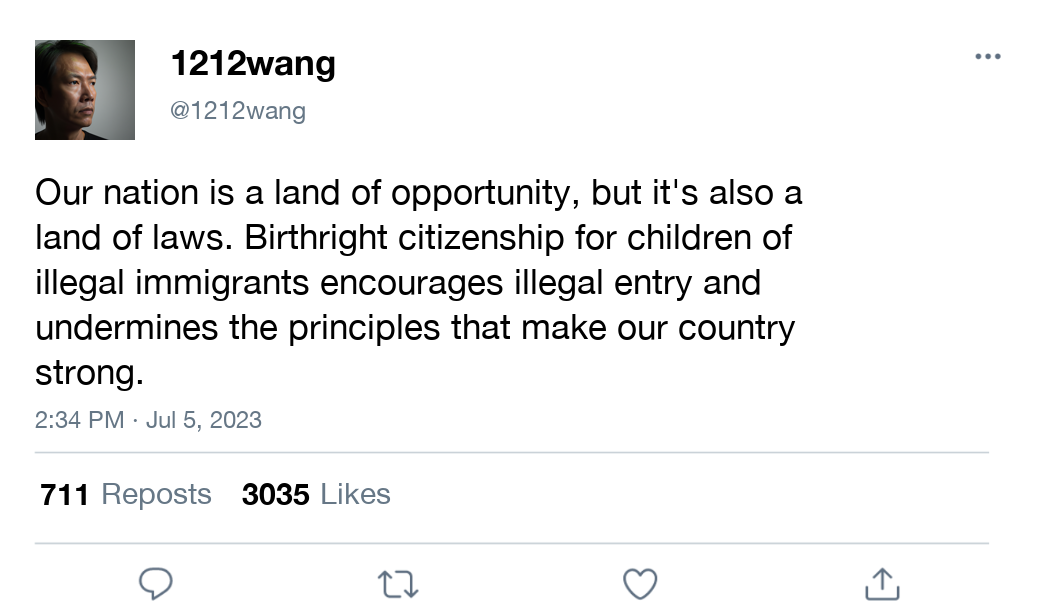 1212wang
@1212wang
Our nation is a land of opportunity, but it's also a
land of laws. Birthright citizenship for children of
illegal immigrants encourages illegal entry and
undermines the principles that make our country
strong.
2:34 PM · Jul 5, 2023
711 Reposts 3035 Likes